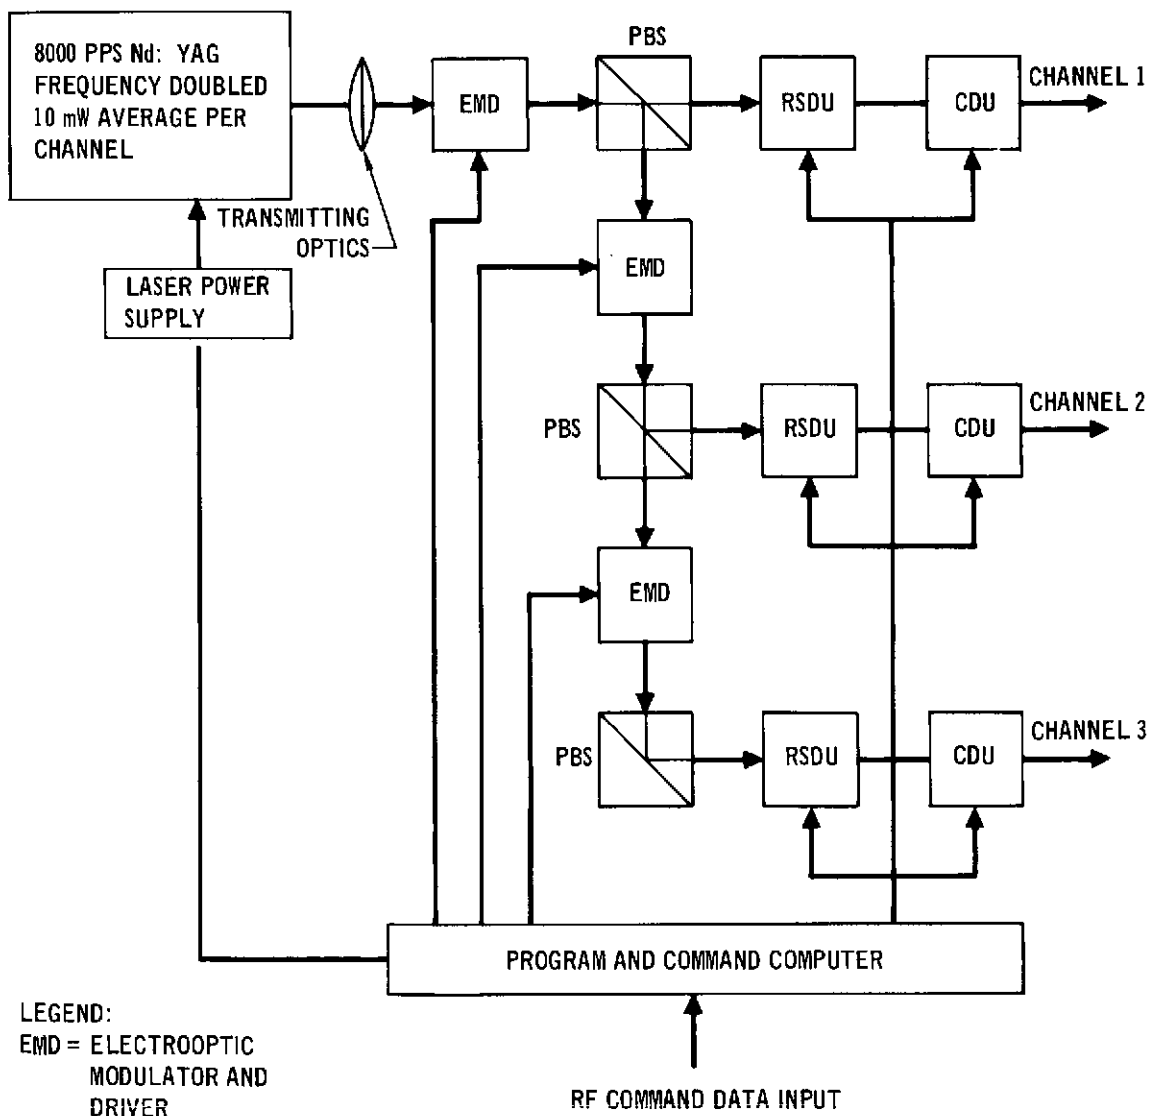 8000 PPS Nd: YAG
FREQUENCY DOUBLED
10 mW AVERAGE PER
CHANNEL
TRANSMITTING
OPTICS
LASER POWER
SUPPLY
EMD
PBS
RSDU
CDU
CHANNEL 1
EMD
PBS
RSDU
CDU
CHANNEL 2
EMD
PBS
RSDU
CDU
CHANNEL 3
PROGRAM AND COMMAND COMPUTER
RF COMMAND DATA INPUT
LEGEND:
EMD = ELECTROOPTIC
MODULATOR AND
DRIVER